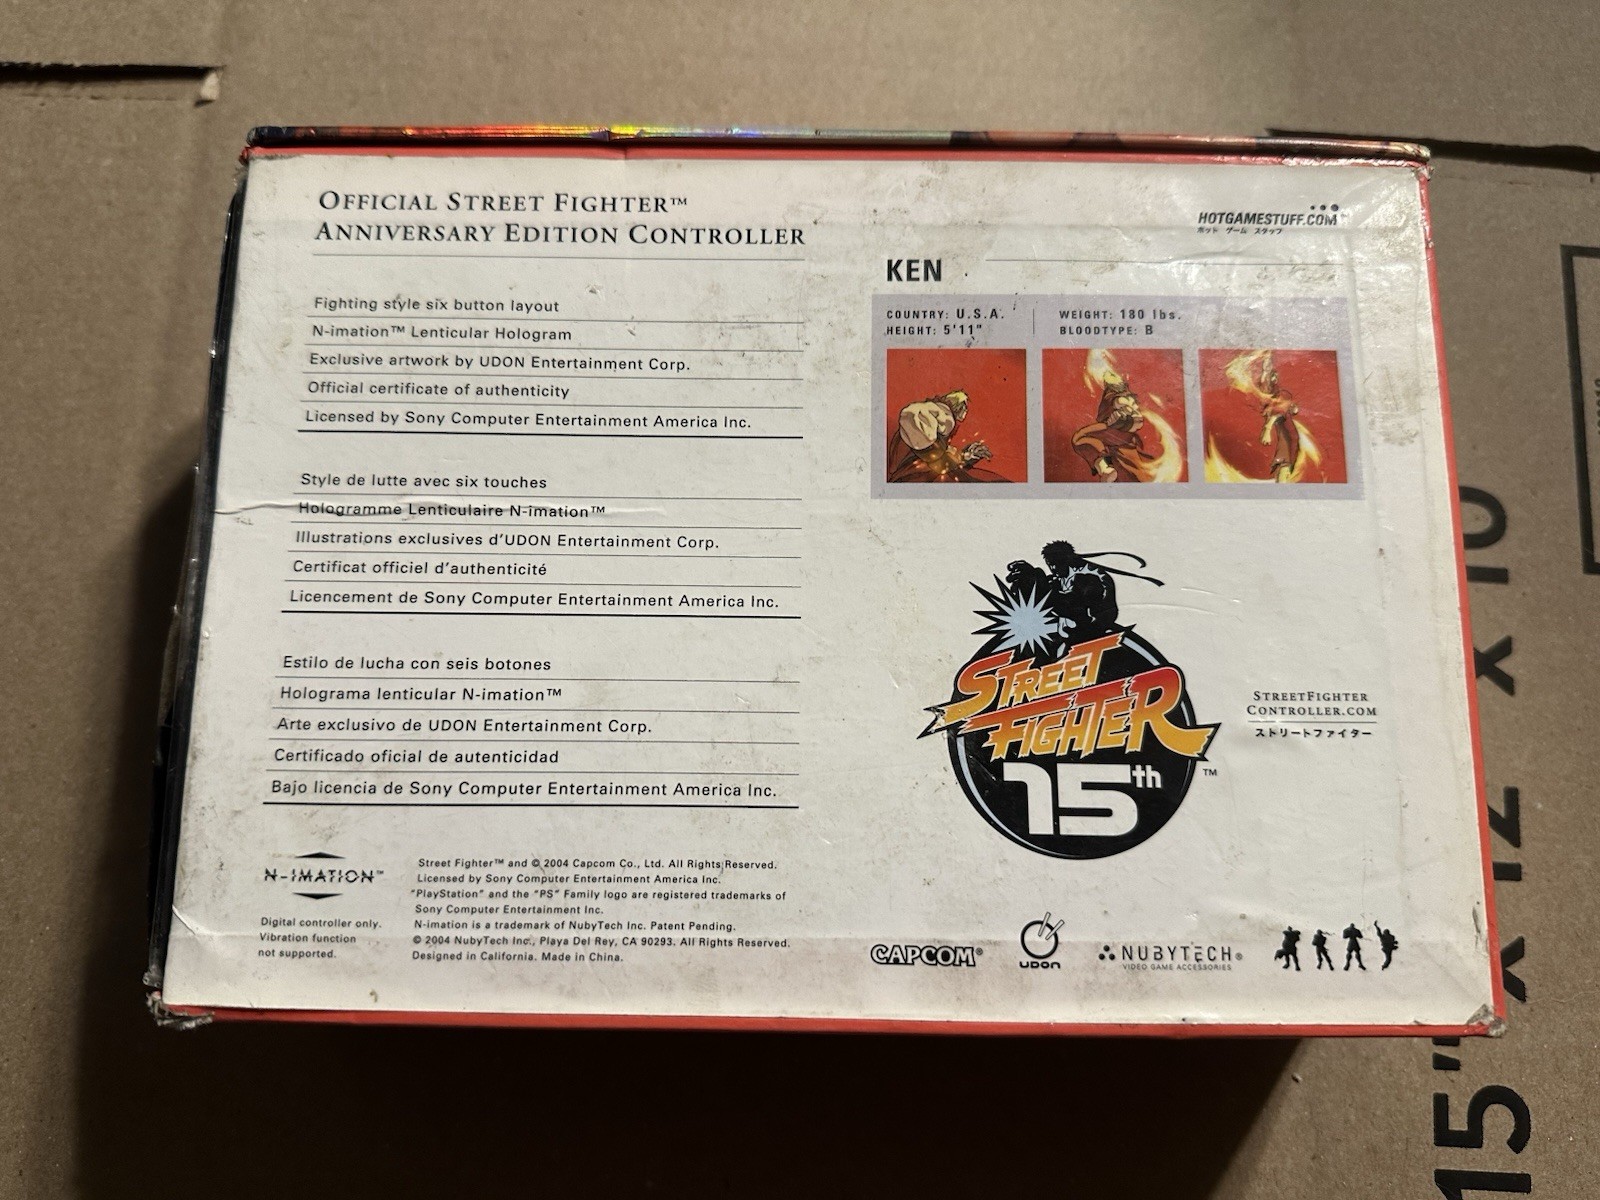 OFFICIAL STREET FIGHTER™
ANNIVERSARY EDITION CONTROLLER
Fighting style six button layout
N-imation™ Lenticular Hologram
Exclusive artwork by UDON Entertainment Corp.
Official certificate of authenticity
Licensed by Sony Computer Entertainment America Inc.
Style de lutte avec six touches
Hologramme Lenticulaire N-imation™
Illustrations exclusives d'UDON Entertainment Corp.
Certificat officiel d'authenticité
Licencement de Sony Computer Entertainment America Inc.
Estilo de lucha con seis botones
Holograma lenticular N-imation™
Arte exclusivo de UDON Entertainment Corp.
Certificado oficial de autenticidad
Bajo licencia de Sony Computer Entertainment America Inc.
N-IMATION™
Digital controller only.
Vibration function
not supported.
Street Fighter™ and © 2004 Capcom Co., Ltd. All Rights Reserved.
Licensed by Sony Computer Entertainment America Inc.
"PlayStation" and the "PS" Family logo are registered trademarks of
Sony Computer Entertainment Inc.
N-imation is a trademark of NubyTech Inc. Patent Pending.
© 2004 NubyTech Inc., Playa Del Rey, CA 90293. All Rights Reserved.
Designed in California. Made in China.
HOTGAMESTUFF.COM
ホット ゲーム スタッフ
KEN
COUNTRY: U.S.A.
HEIGHT: 5'11"
WEIGHT: 180 lbs.
BLOODTYPE: B
STREET
FIGHTER
15th
™
STREETFIGHTER
CONTROLLER.COM
ストリートファイター
CAPCOM®
UDON
NUBYTECH®
VIDEO GAME ACCESSORIES
15" X 12 X 10